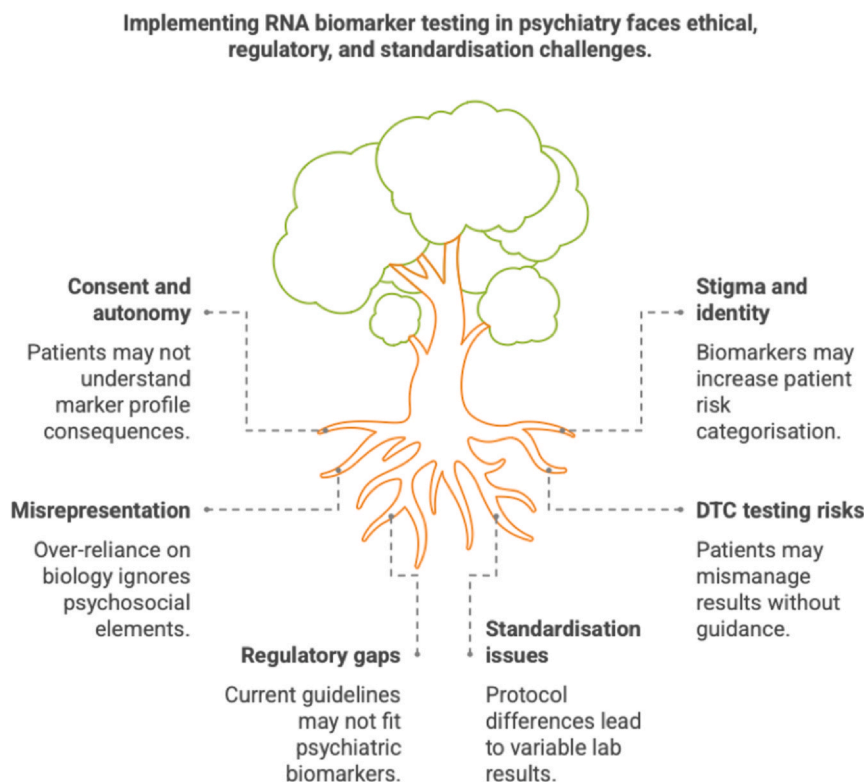 Implementing RNA biomarker testing in psychiatry faces ethical,
regulatory, and standardisation challenges.
Consent and
autonomy
Patients may not
understand
marker profile
consequences.
Stigma and
identity
Biomarkers may
increase patient
risk
categorisation.
Misrepresentation
Over-reliance on
biology ignores
psychosocial
elements.
DTC testing risks
Patients may
mismanage
results without
guidance.
Regulatory gaps
Current guidelines
may not fit
psychiatric
biomarkers.
Standardisation
issues
Protocol
differences lead
to variable lab
results.